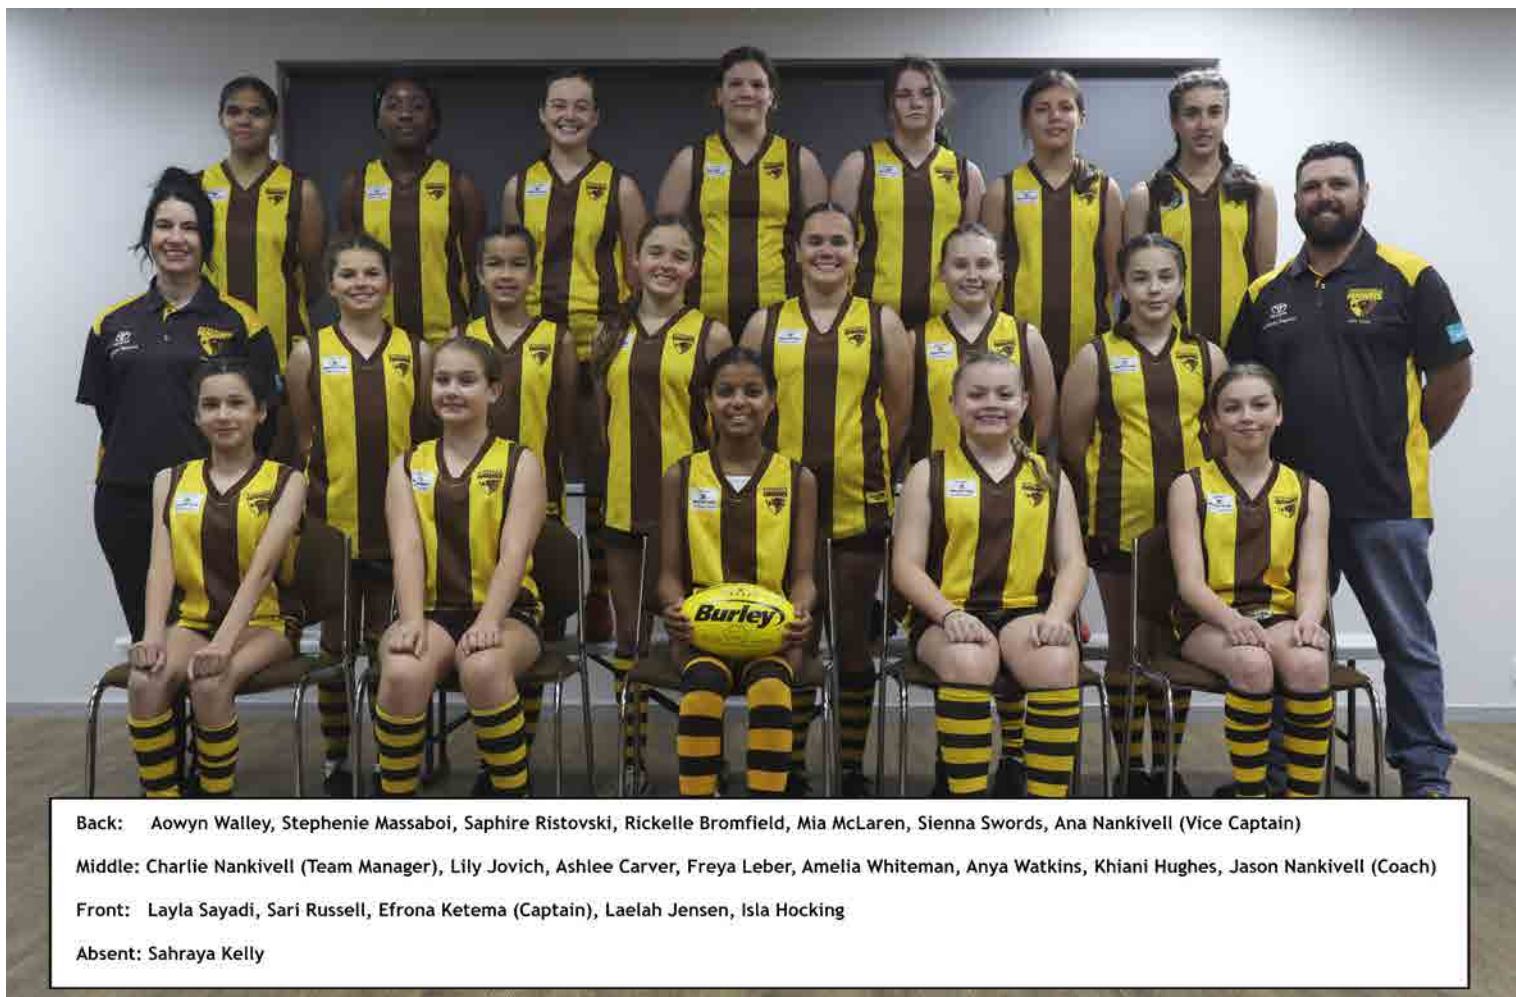 Burley
Back: Aowyn Walley, Stephenie Massaboi, Saphire Ristovski, Rickelle Bromfield, Mia McLaren, Sienna Swords, Ana Nankivell (Vice Captain)
Middle: Charlie Nankivell (Team Manager), Lily Jovich, Ashlee Carver, Freya Leber, Amelia Whiteman, Anya Watkins, Khiani Hughes, Jason Nankivell (Coach)
Front: Layla Sayadi, Sari Russell, Efrona Ketema (Captain), Laelah Jensen, Isla Hocking
Absent: Sahraya Kelly